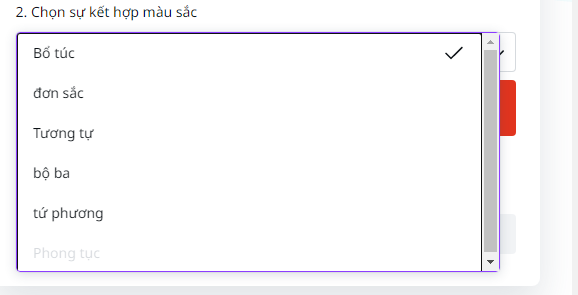 2. Chọn sự kết hợp màu sắc
Bổ túc
đơn sắc
Tương tự
bộ ba
tứ phương
Phong tục